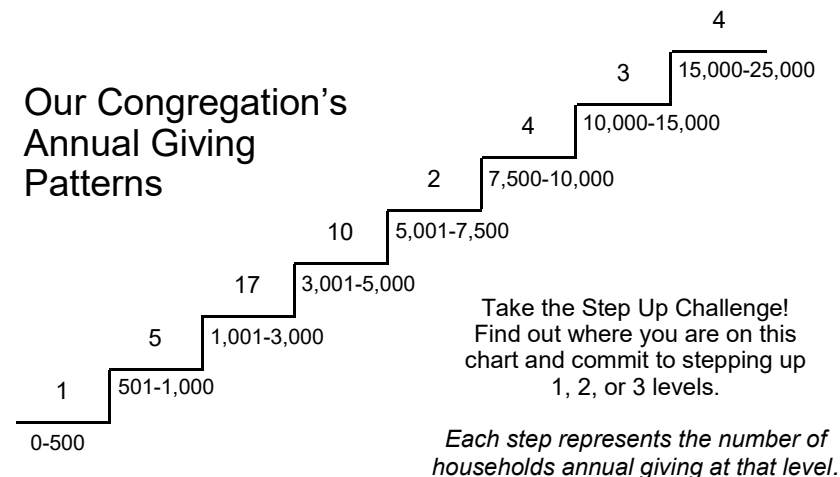 4
15,000-25,000
3
10,000-15,000
Our Congregation's
Annual Giving
Patterns
4
7,500-10,000
2
5,001-7,500
10
3,001-5,000
17
1,001-3,000
5
501-1,000
1
0-500
Take the Step Up Challenge!
Find out where you are on this
chart and commit to stepping up
1, 2, or 3 levels.
Each step represents the number of
households annual giving at that level.